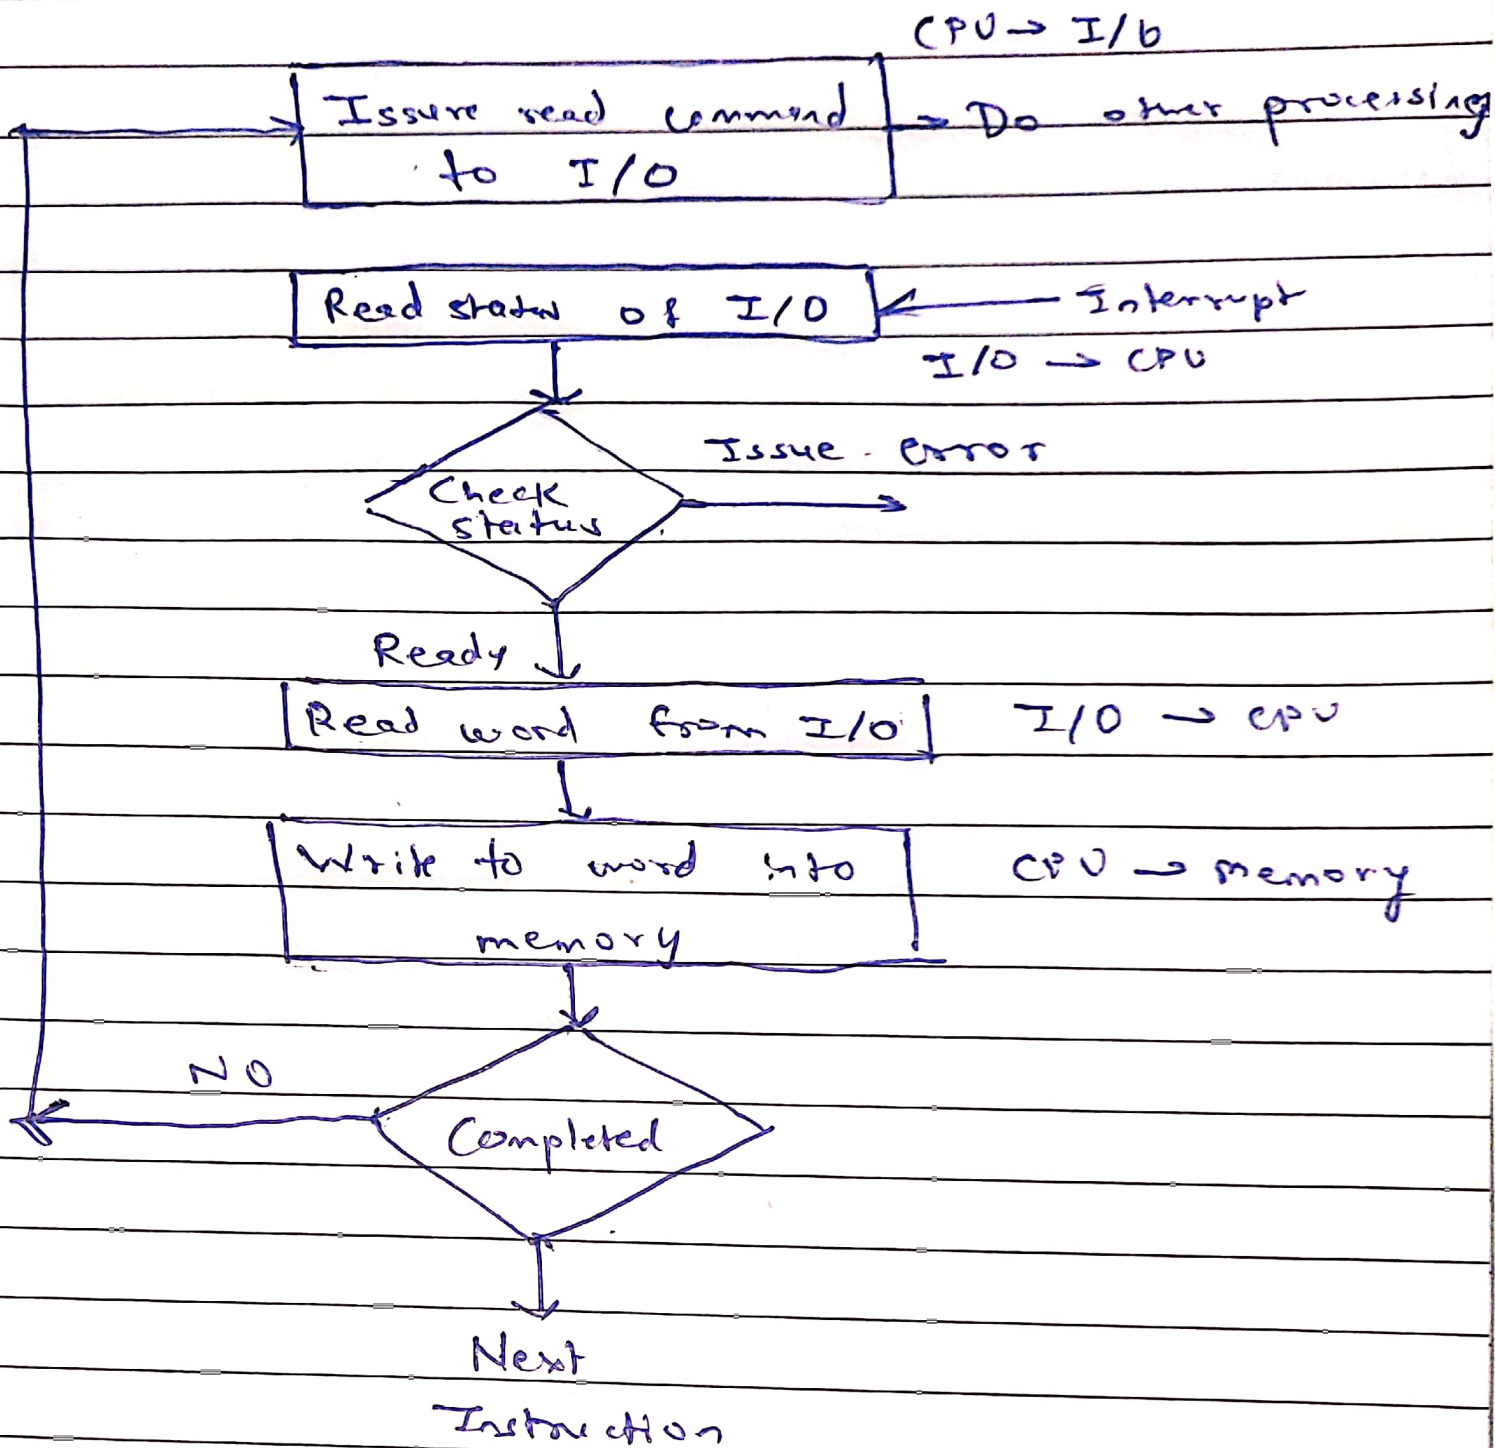 CPU → I/O
Issure read command → Do other processing
to I/O
Read status of I/O ← Interrupt
I/O → CPU
Issue error
Check
status
Ready
Read word from I/O I/O → CPU
Write to word into CPU → memory
memory
NO
Completed
Next
Instruction